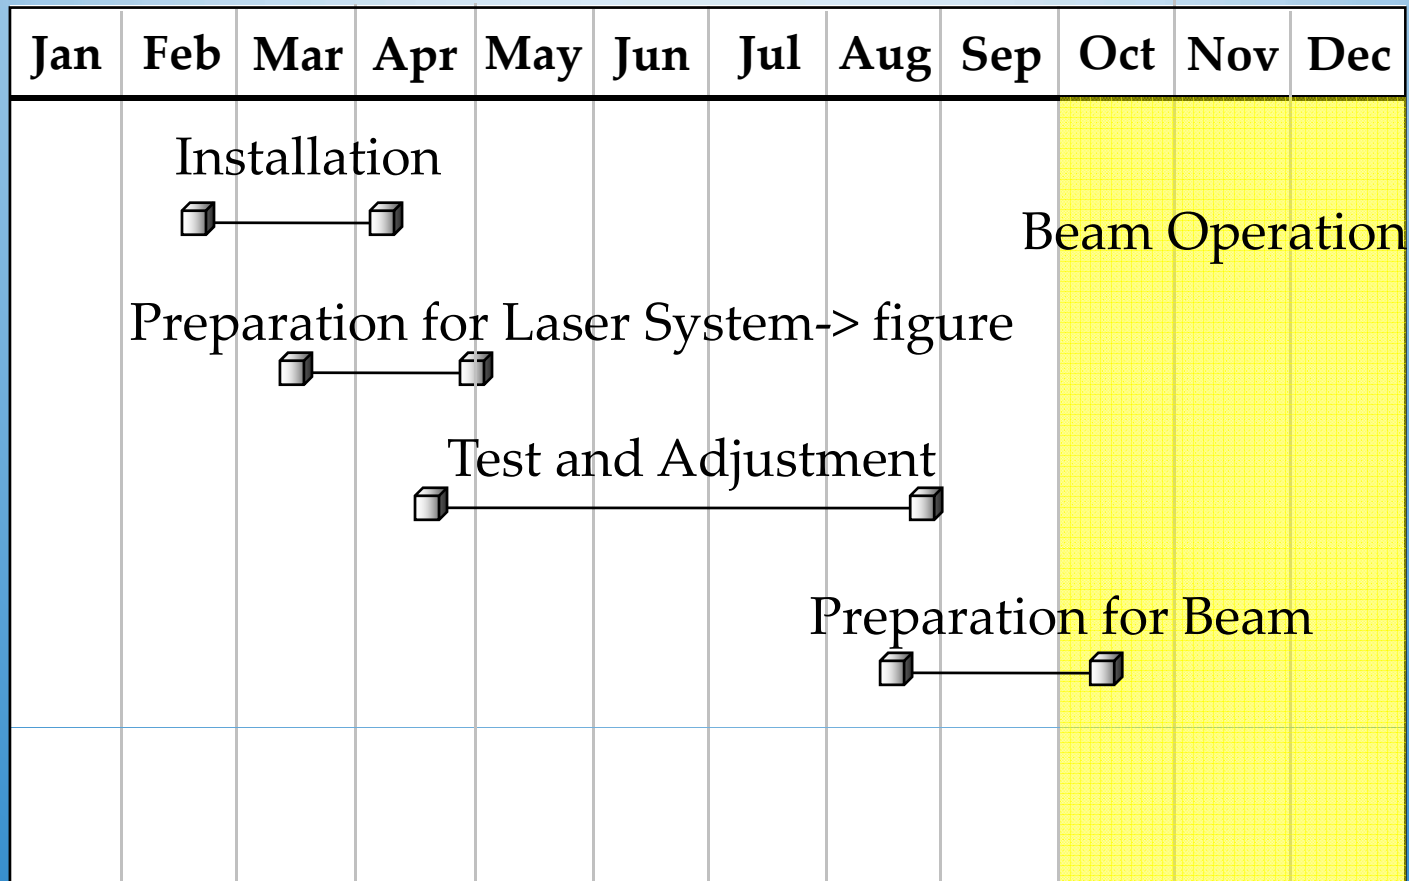 Jan Feb Mar Apr May Jun Jul Aug Sep Oct Nov Dec
Installation
Beam Operation
Preparation for Laser System-> figure
Test and Adjustment
Preparation for Beam